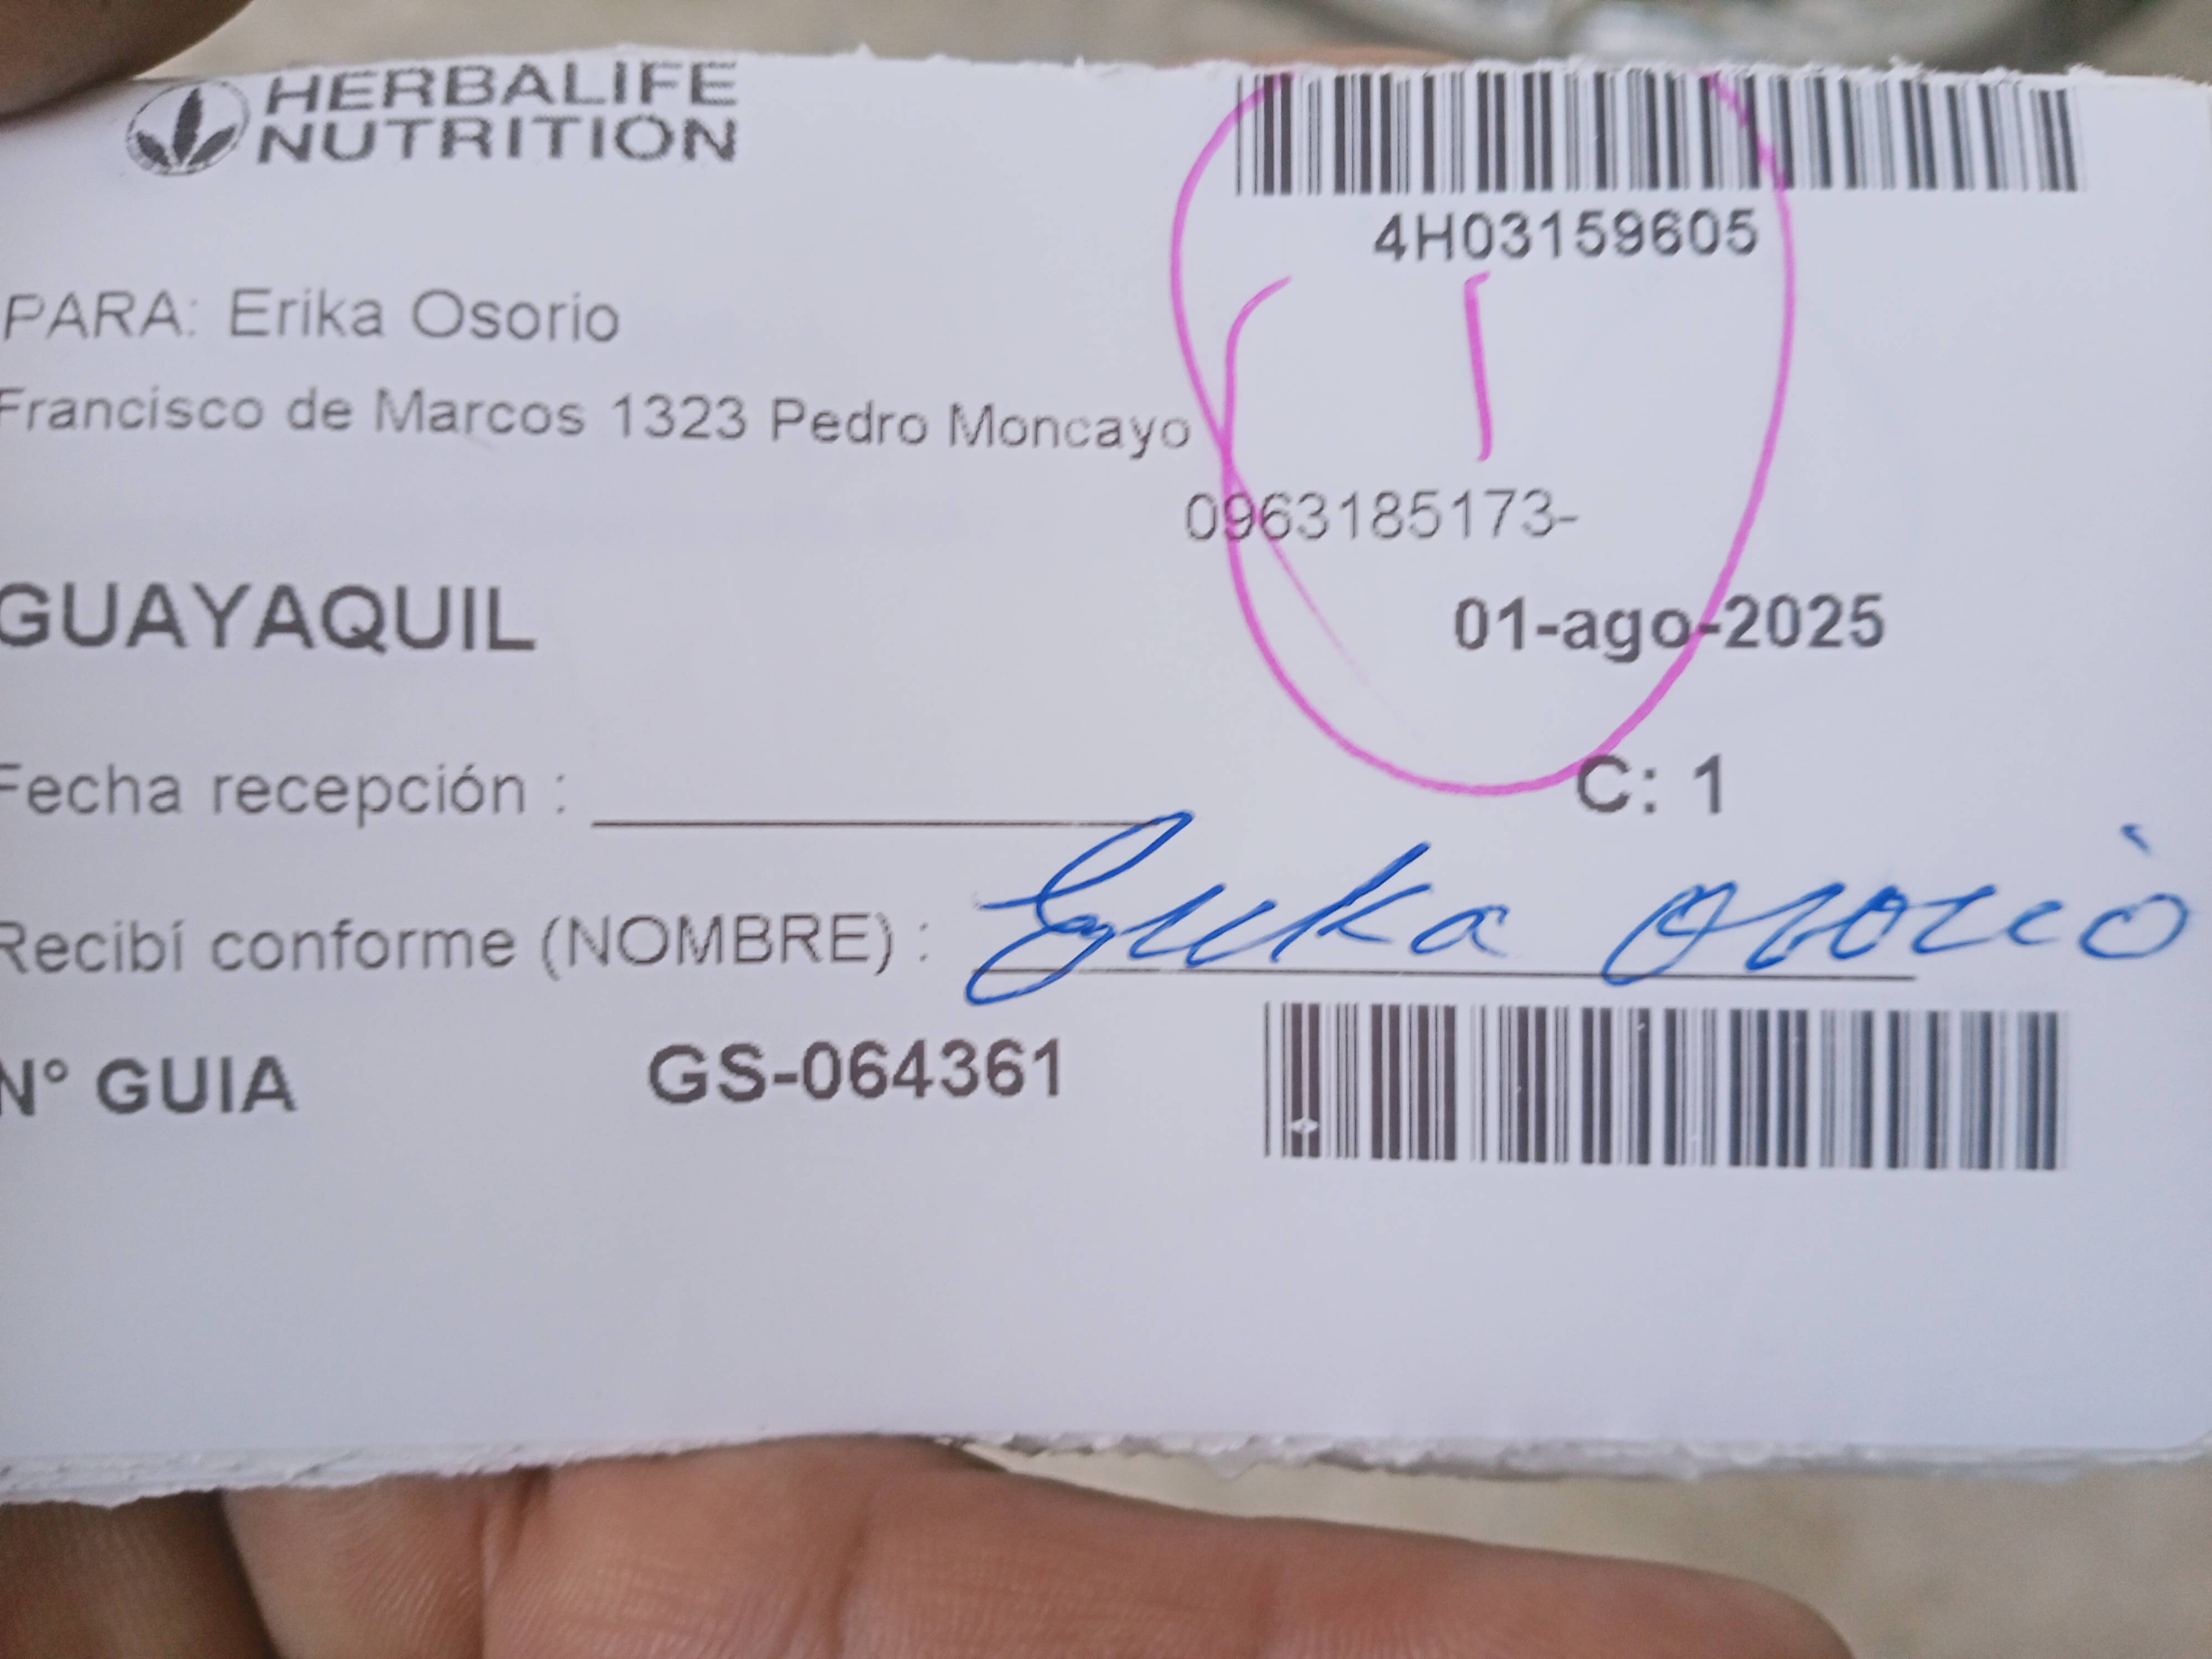 HERBALIFE
NUTRITION
4H03159605
PARA: Erika Osorio
Francisco de Marcos 1323 Pedro Moncayo
0963185173-
GUAYAQUIL
01-ago-2025
Fecha recepción :
C: 1
Recibí conforme (NOMBRE) : Erika Osorio
N° GUIA GS-064361